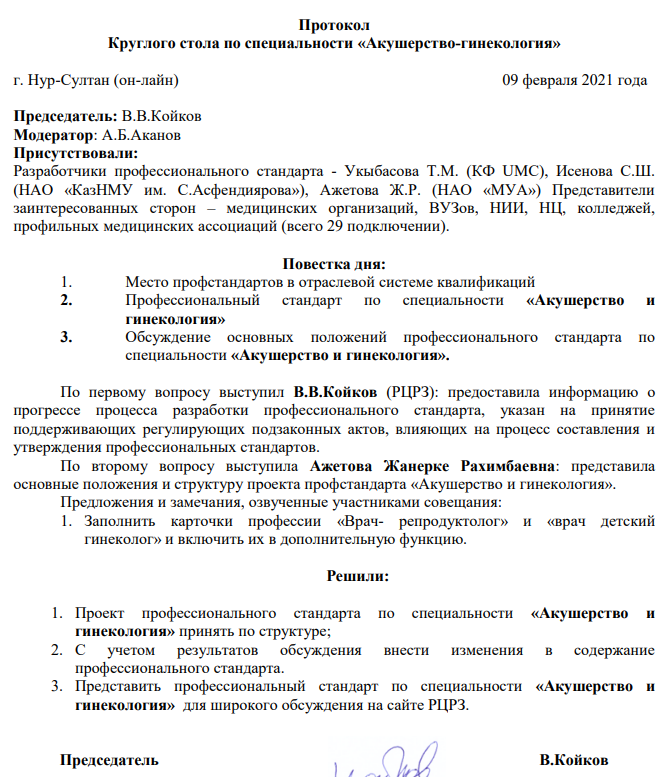 Протокол
Круглого стола по специальности «Акушерство-гинекология»
г. Нур-Султан (он-лайн) 09 февраля 2021 года
Председатель: В.В.Койков
Модератор: А.Б.Аканов
Присутствовали:
Разработчики профессионального стандарта - Укыбасова Т.М. (КФ UMC), Исенова С.Ш.
(НАО «КазНМУ им. С.Асфендиярова»), Ажетова Ж.Р. (НАО «МУА») Представители
заинтересованных сторон – медицинских организаций, ВУЗов, НИИ, НЦ, колледжей,
профильных медицинских ассоциаций (всего 29 подключении).
Повестка дня:
1. Место профстандартов в отраслевой системе квалификаций
2. Профессиональный стандарт по специальности «Акушерство и
гинекология»
3. Обсуждение основных положений профессионального стандарта по
специальности «Акушерство и гинекология».
По первому вопросу выступил В.В.Койков (РЦРЗ): предоставила информацию о
прогрессе процесса разработки профессионального стандарта, указан на принятие
поддерживающих регулирующих подзаконных актов, влияющих на процесс составления и
утверждения профессиональных стандартов.
По второму вопросу выступила Ажетова Жанерке Рахимбаевна: представила
основные положения и структуру проекта профстандарта «Акушерство и гинекология».
Предложения и замечания, озвученные участниками совещания:
1. Заполнить карточки профессии «Врач- репродуктолог» и «врач детский
гинеколог» и включить их в дополнительную функцию.
Решили:
1. Проект профессионального стандарта по специальности «Акушерство и
гинекология» принять по структуре;
2. С учетом результатов обсуждения внести изменения в содержание
профессионального стандарта.
3. Представить профессиональный стандарт по специальности «Акушерство и
гинекология» для широкого обсуждения на сайте РЦРЗ.
Председатель В.Койков